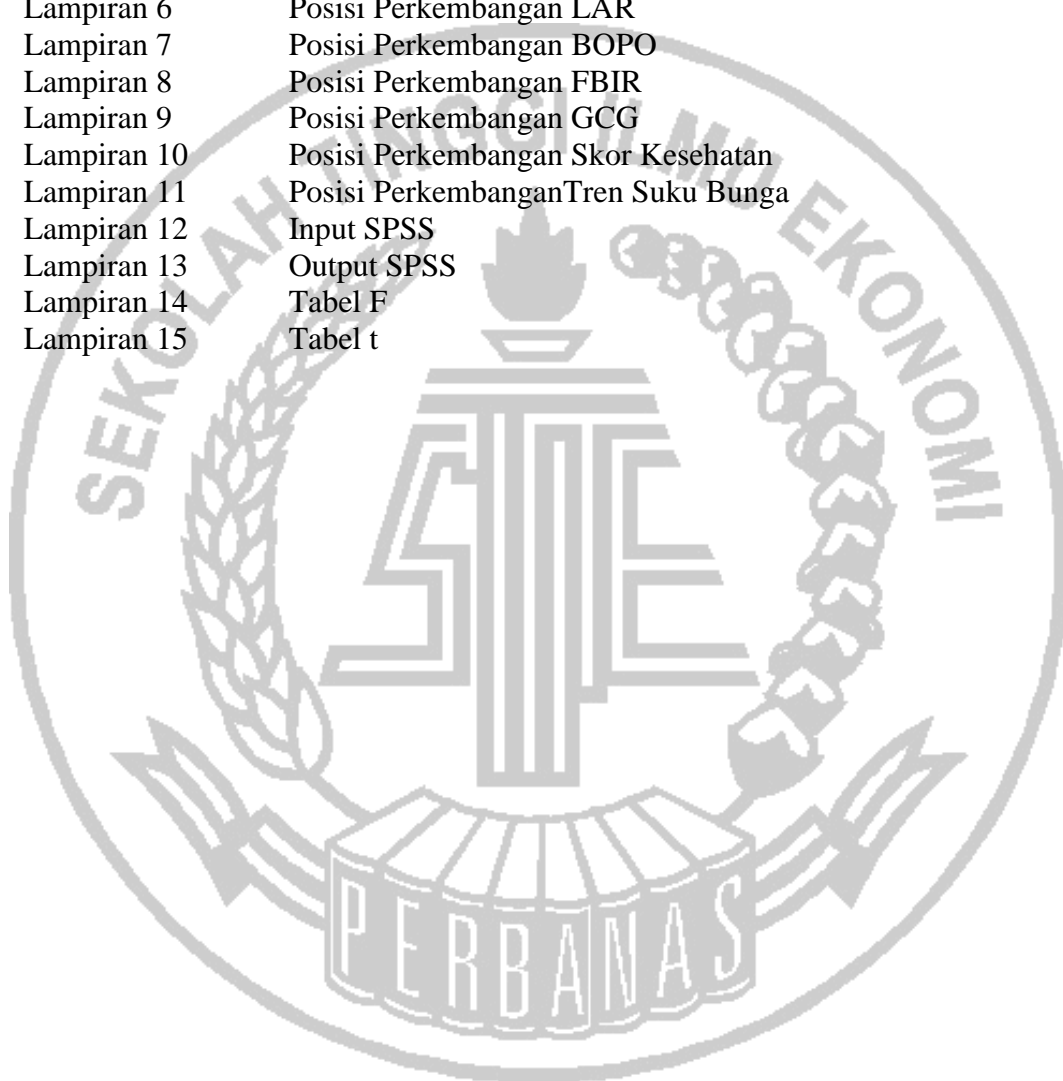 Lampiran 6 Posisi Perkembangan LAR
Lampiran 7 Posisi Perkembangan BOPO
Lampiran 8 Posisi Perkembangan FBIR
Lampiran 9 Posisi Perkembangan GCG
Lampiran 10 Posisi Perkembangan Skor Kesehatan
Lampiran 11 Posisi PerkembanganTren Suku Bunga
Lampiran 12 Input SPSS
Lampiran 13 Output SPSS
Lampiran 14 Tabel F
Lampiran 15 Tabel t
SEKOLAH TINGGI ILMU EKONOMI
STIE
PERBANAS